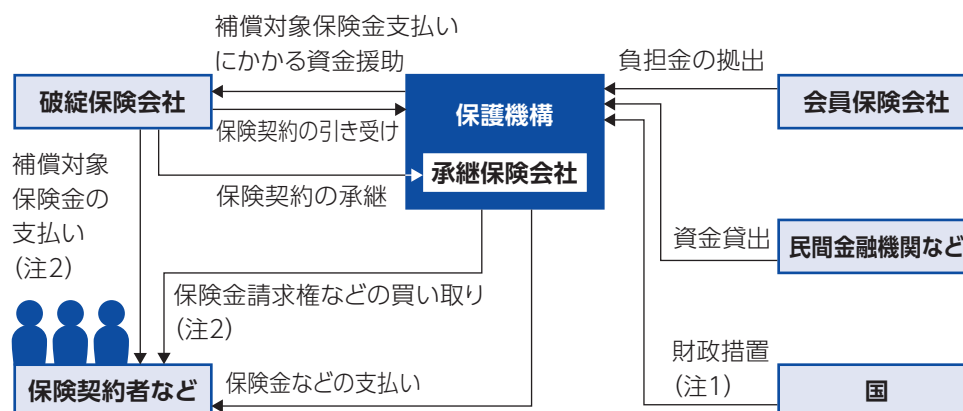 補償対象保険金支払い
にかかる資金援助
負担金の拠出
破綻保険会社
保護機構
会員保険会社
保険契約の引き受け
承継保険会社
補償対象
保険金の
支払い
(注2)
保険契約の承継
資金貸出
民間金融機関など
保険金請求権などの買い取り
(注2)
財政措置
(注1)
保険契約者など
保険金などの支払い
国